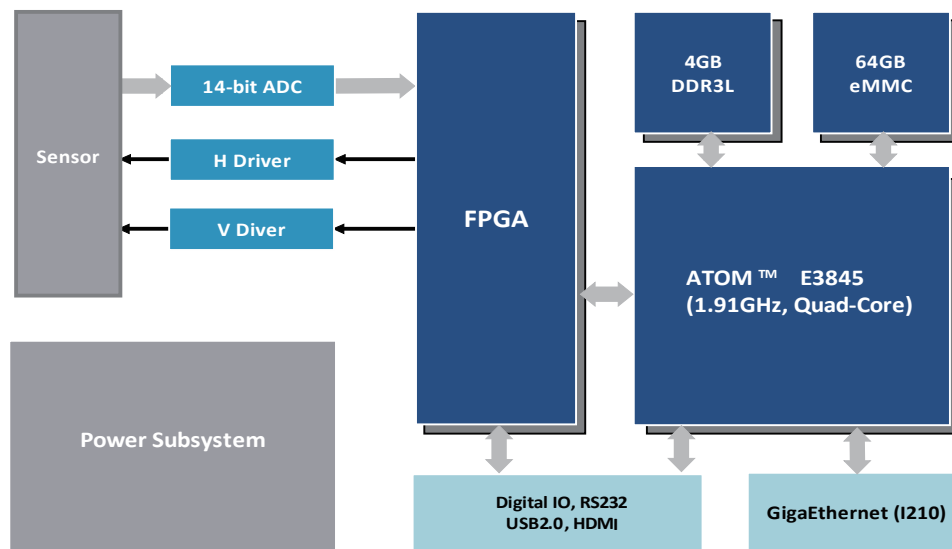 4GB
DDR3L
64GB
eMMC
14-bit ADC
Sensor
H Driver
V Diver
FPGA
ATOM ™ E3845
(1.91GHz, Quad-Core)
Power Subsystem
Digital IO, RS232
USB2.0, HDMI
GigaEthernet (I210)